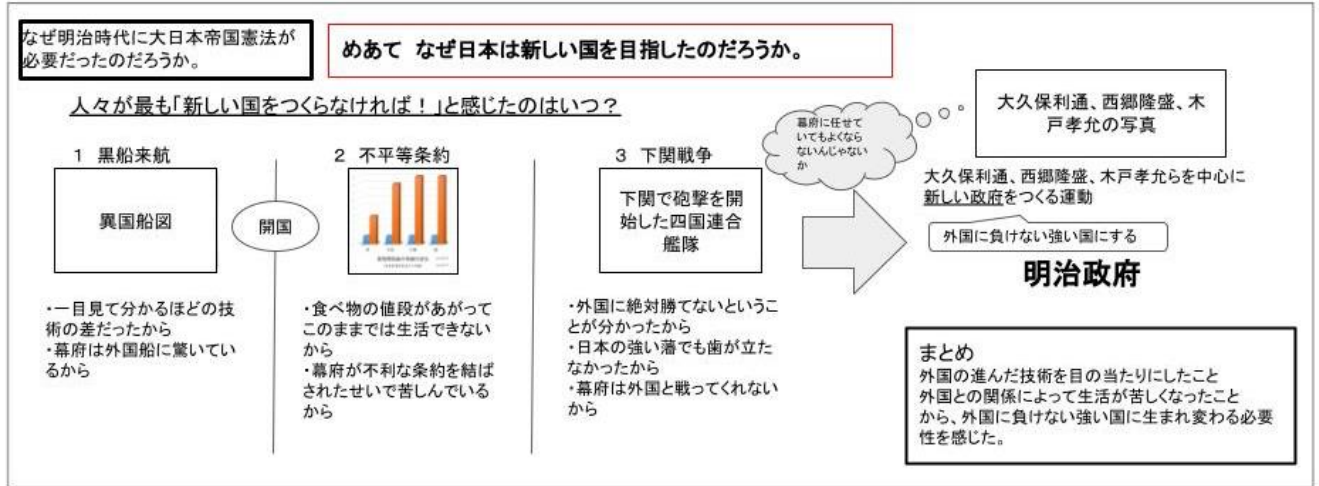 なぜ明治時代に大日本帝国憲法が
必要だったのだろうか。
めあて なぜ日本は新しい国を目指したのだろうか。
人々が最も「新しい国をつくらなければ！」と感じたのはいつ？
1 黒船来航
異国船図
・一目見て分かるほどの技
術の差だったから
・幕府は外国船に驚いてい
るから
開国
2 不平等条約
・食べ物の値段があがって
このままでは生活できない
から
・幕府が不利な条約を結ば
されたせいで苦しんでいる
から
3 下関戦争
下関で砲撃を開
始した四国連合
艦隊
・外国に絶対勝てないというこ
とが分かったから
・日本の強い藩でも歯が立た
なかったから
・幕府は外国と戦ってくれない
から
幕府に任せて
いてもよくなら
ないんじゃない
か
大久保利通、西郷隆盛、木
戸孝允の写真
大久保利通、西郷隆盛、木戸孝允らを中心に
新しい政府をつくる運動
外国に負けない強い国にする
明治政府
まとめ
外国の進んだ技術を目の当たりにしたこと
外国との関係によって生活が苦しくなったこと
から、外国に負けない強い国に生まれ変わる必要
性を感じた。